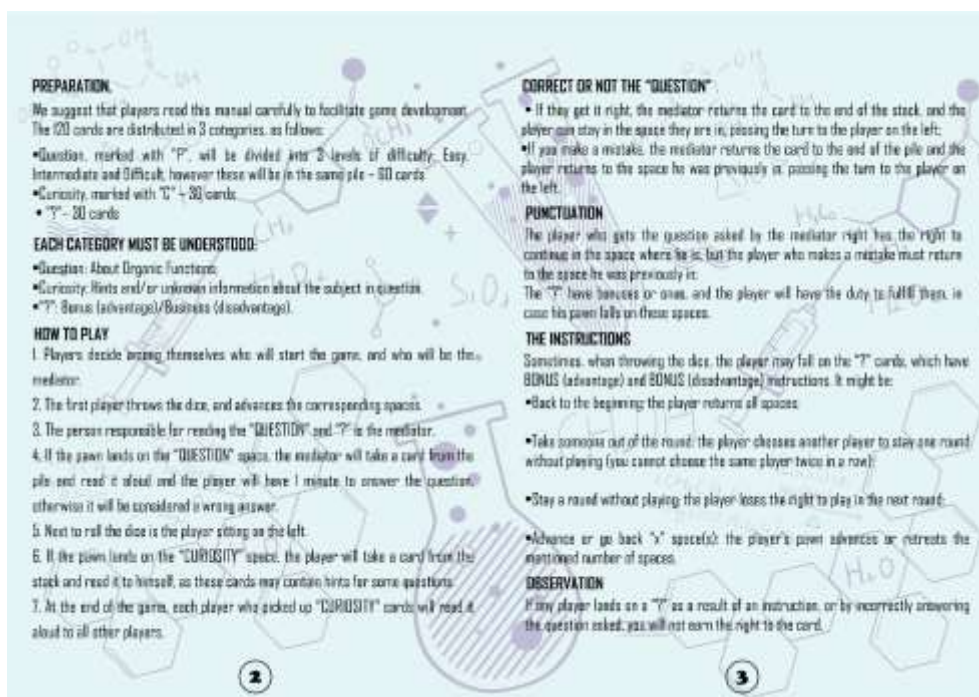 PREPARATION.
We suggest that players read this manual carefully to facilitate game development.
The 120 cards are distributed in 3 categories, as follows:
•Question, marked with "P", will be divided into 3 levels of difficulty: Easy,
Intermediate and Difficult, however these will be in the same pile – 60 cards
•Curiosity, marked with "C" – 30 cards
• "?"– 30 cards
EACH CATEGORY MUST BE UNDERSTOOD:
•Question: About Organic Functions;
•Curiosity: Hints and/or unknown information about the subject in question.
•"?": Bonus (advantage)/Business (disadvantage).
HOW TO PLAY
1. Players decide among themselves who will start the game, and who will be the
mediator.
2. The first player throws the dice, and advances the corresponding spaces.
3. The person responsible for reading the "QUESTION" and "?" is the mediator.
4. If the pawn lands on the "QUESTION" space, the mediator will take a card from the
pile and read it aloud and the player will have 1 minute to answer the question,
otherwise it will be considered a wrong answer.
5. Next to roll the dice is the player sitting on the left.
6. If the pawn lands on the "CURIOSITY" space, the player will take a card from the
stack and read it to himself, as these cards may contain hints for some questions.
7. At the end of the game, each player who picked up "CURIOSITY" cards will read it
aloud to all other players.
2
CORRECT OR NOT THE "QUESTION".
• If they get it right, the mediator returns the card to the end of the stack, and the
player can stay in the space they are in, passing the turn to the player on the left;
•If you make a mistake, the mediator returns the card to the end of the pile and the
player returns to the space he was previously in, passing the turn to the player on
the left.
PUNCTUATION
The player who gets the question asked by the mediator right has the right to
continue in the space where he is, but the player who makes a mistake must return
to the space he was previously in;
The "?" have bonuses or onus, and the player will have the duty to fulfill them, in
case his pawn falls on these spaces.
THE INSTRUCTIONS
Sometimes, when throwing the dice, the player may fall on the "?" cards, which have
BONUS (advantage) and BONUS (disadvantage) instructions. It might be:
•Back to the beginning: the player returns all spaces;
•Take someone out of the round: the player chooses another player to stay one round
without playing (you cannot choose the same player twice in a row);
•Stay a round without playing: the player loses the right to play in the next round;
•Advance or go back "x" space(s): the player's pawn advances or retreats the
mentioned number of spaces.
OBSERVATION
If any player lands on a "?" as a result of an instruction, or by incorrectly answering
the question asked, you will not earn the right to the card.
3
OH
CH₃
SiO₂
H₃C
H₂O